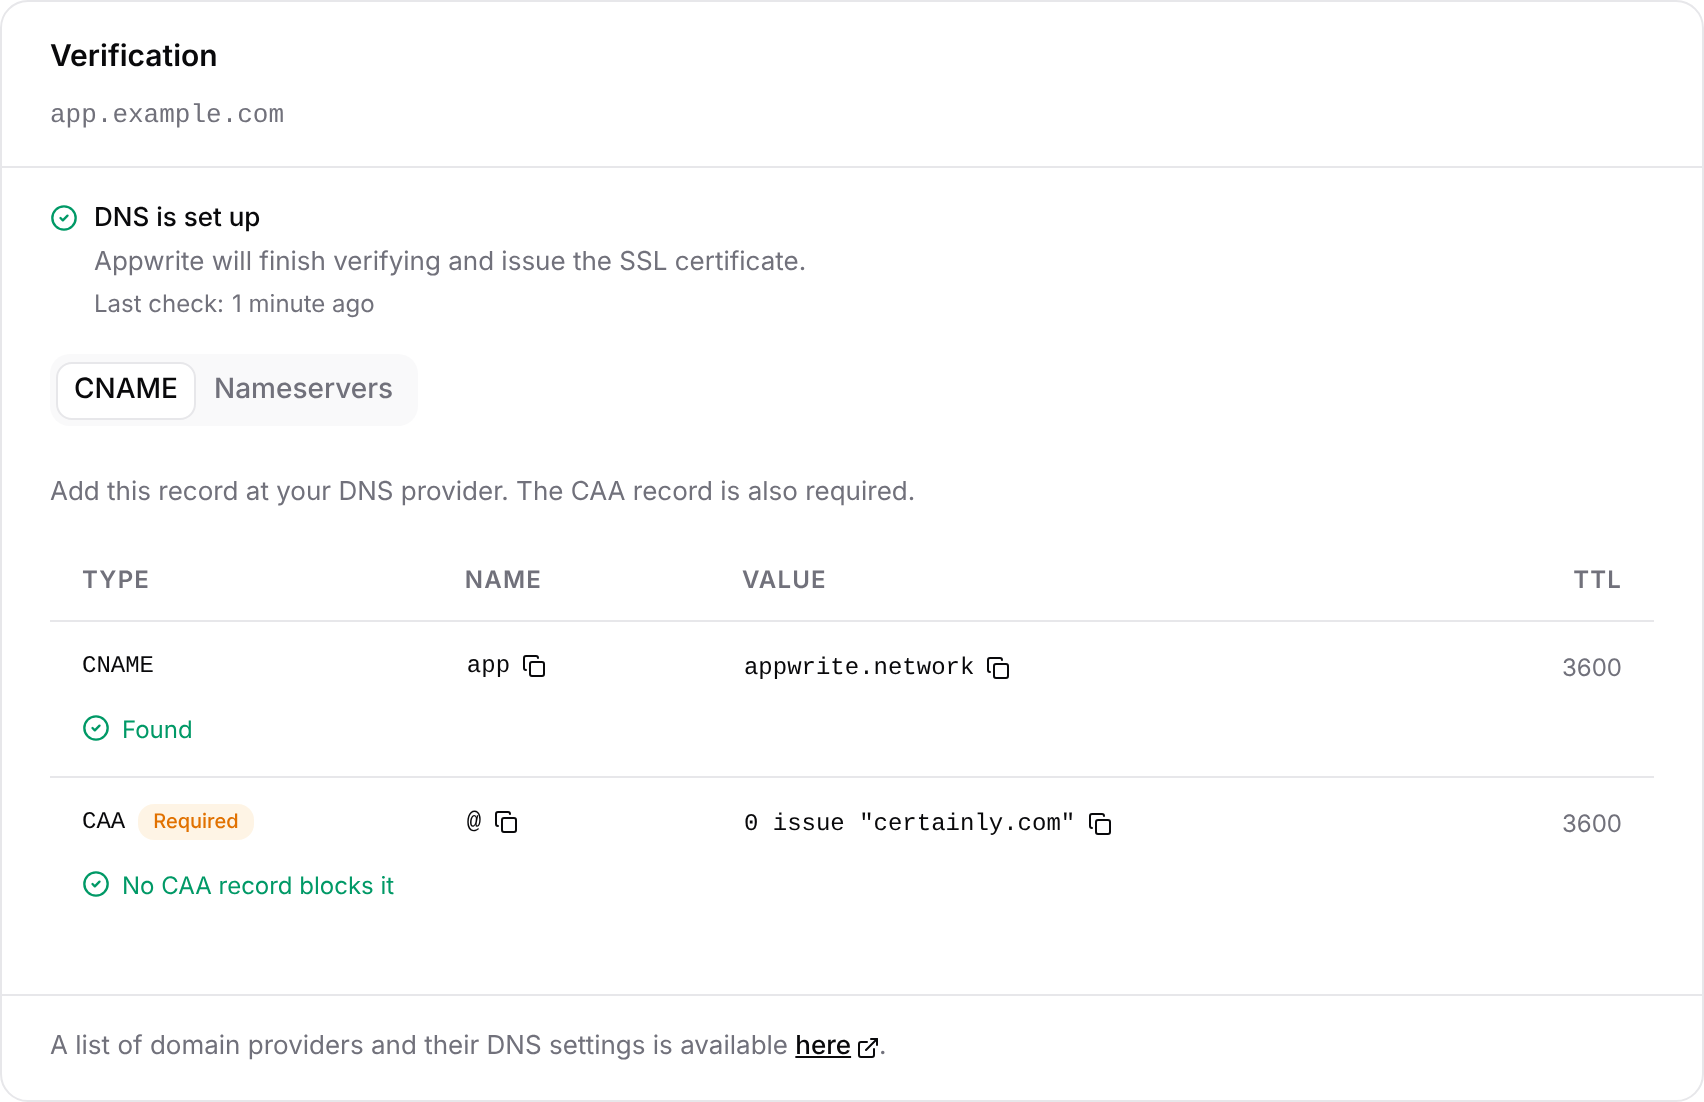 Verification
app.example.com
DNS is set up
Appwrite will finish verifying and issue the SSL certificate.
Last check: 1 minute ago
CNAME Nameservers
Add this record at your DNS provider. The CAA record is also required.
TYPE NAME VALUE TTL
CNAME app appwrite.network 3600
Found
CAA Required @ 0 issue "certainly.com" 3600
No CAA record blocks it
A list of domain providers and their DNS settings is available here.